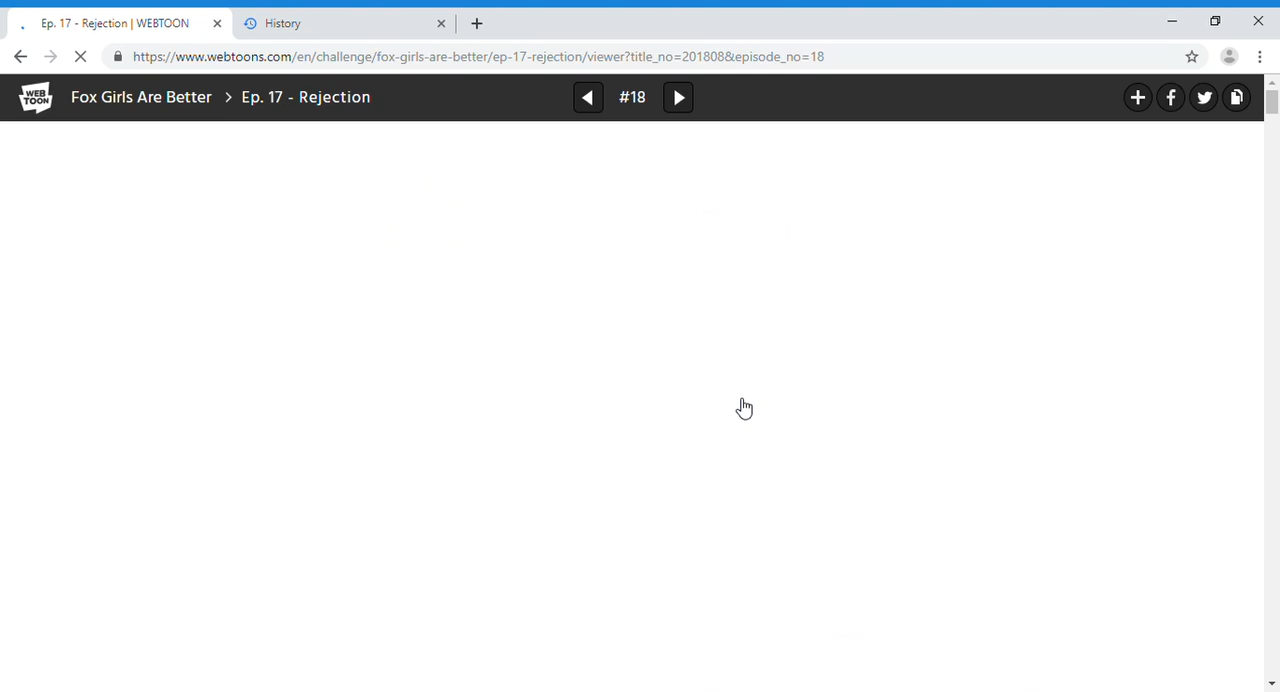 Ep. 17 - Rejection | WEBTOON
History
https://www.webtoons.com/en/challenge/fox-girls-are-better/ep-17-rejection/viewer?title_no=201808&episode_no=18
WEB
TOON
Fox Girls Are Better > Ep. 17 - Rejection
#18